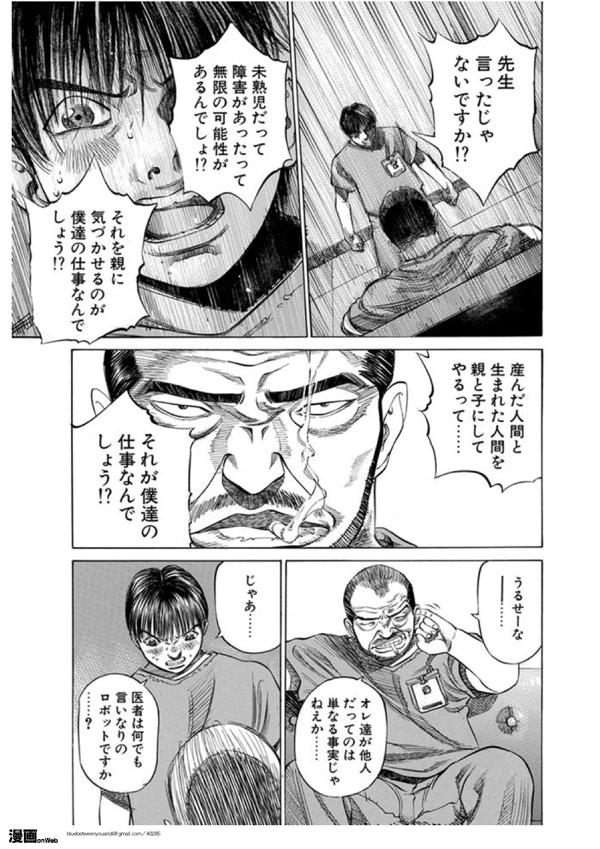 先生
言ったじゃ
ないですか!?
未熟児だって
障害があったって
無限の可能性が
あるんでしょ!?
それを親に
気づかせるのが
僕達の仕事なんで
しょう!?
産んだ人間と
生まれた人間を
親と子にして
やるって……
それが僕達の
仕事なんで
しょう!?
うるせーな
――――
オレ達が他人
だってのは
単なる事実じゃ
ねえか……
じゃあ……
医者は何でも
言いなりの
ロボットですか
……?
漫画 on Web
bluebetweenyouandi@gmail.com/40285